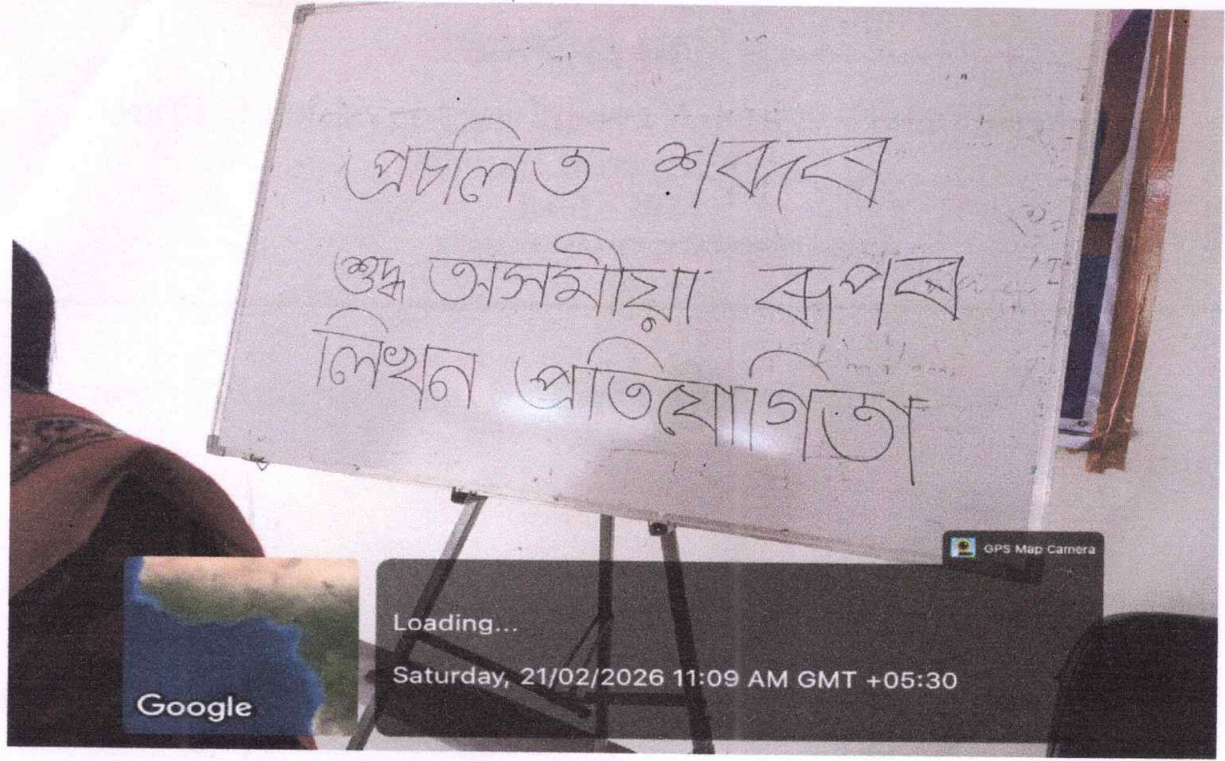 প্ৰচলিত শব্দৰ
শুদ্ধ অসমীয়া ৰূপৰ
লিখন প্ৰতিযোগিতা
GPS Map Camera
Loading...
Saturday, 21/02/2026 11:09 AM GMT +05:30
Google